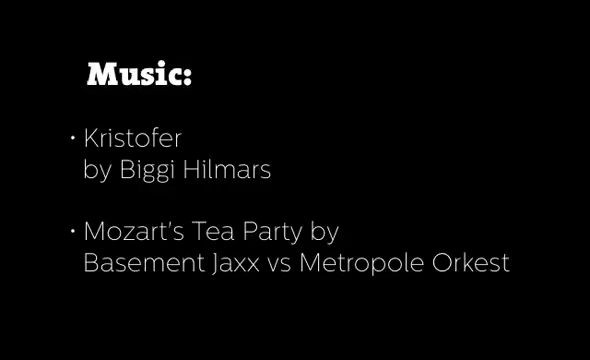 Music:
• Kristofer
by Biggi Hilmars
• Mozart's Tea Party by
Basement Jaxx vs Metropole Orkest